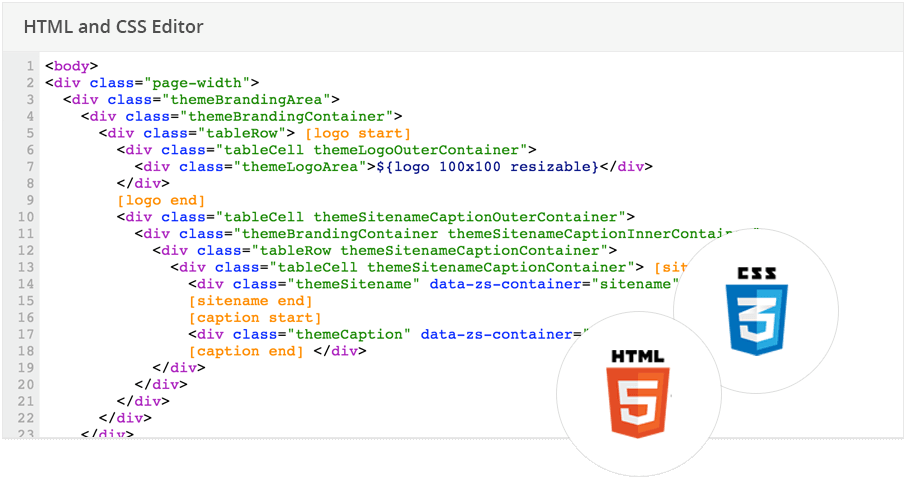 HTML and CSS Editor
1 <body>
2 <div class="page-width">
3 <div class="themeBrandingArea">
4 <div class="themeBrandingContainer">
5 <div class="tableRow"> [logo start]
6 <div class="tableCell themeLogoOuterContainer">
7 <div class="themeLogoArea">${logo 100x100 resizable}</div>
8 </div>
9 [logo end]
10 <div class="tableCell themeSitenameCaptionOuterContainer">
11 <div class="themeBrandingContainer themeSitenameCaptionInnerContainer"
12 <div class="tableRow themeSitenameCaptionContainer">
13 <div class="tableCell themeSitenameCaptionContainer"> [sit
14 <div class="themeSitename" data-zs-container="sitename"
15 [sitename end]
16 [caption start]
17 <div class="themeCaption" data-zs-container="
18 [caption end] </div>
19 </div>
20 </div>
21 </div>
22 </div>
23 </div>
CSS
3
HTML
5